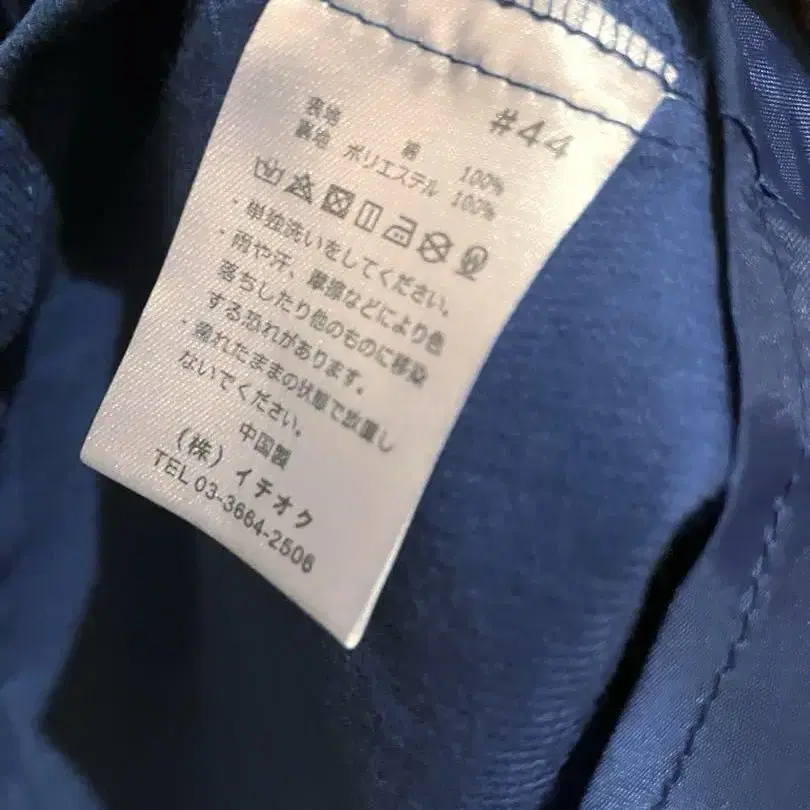 #44
表地 綿 100%
裏地 ポリエステル 100%
・単独洗いをしてください。
・雨や汗、摩擦などにより色
落ちしたり他のものに移染
する恐れがあります。
・濡れたままの状態で放置し
ないでください。
中国製
(株)イチオク
TEL 03-3664-2506